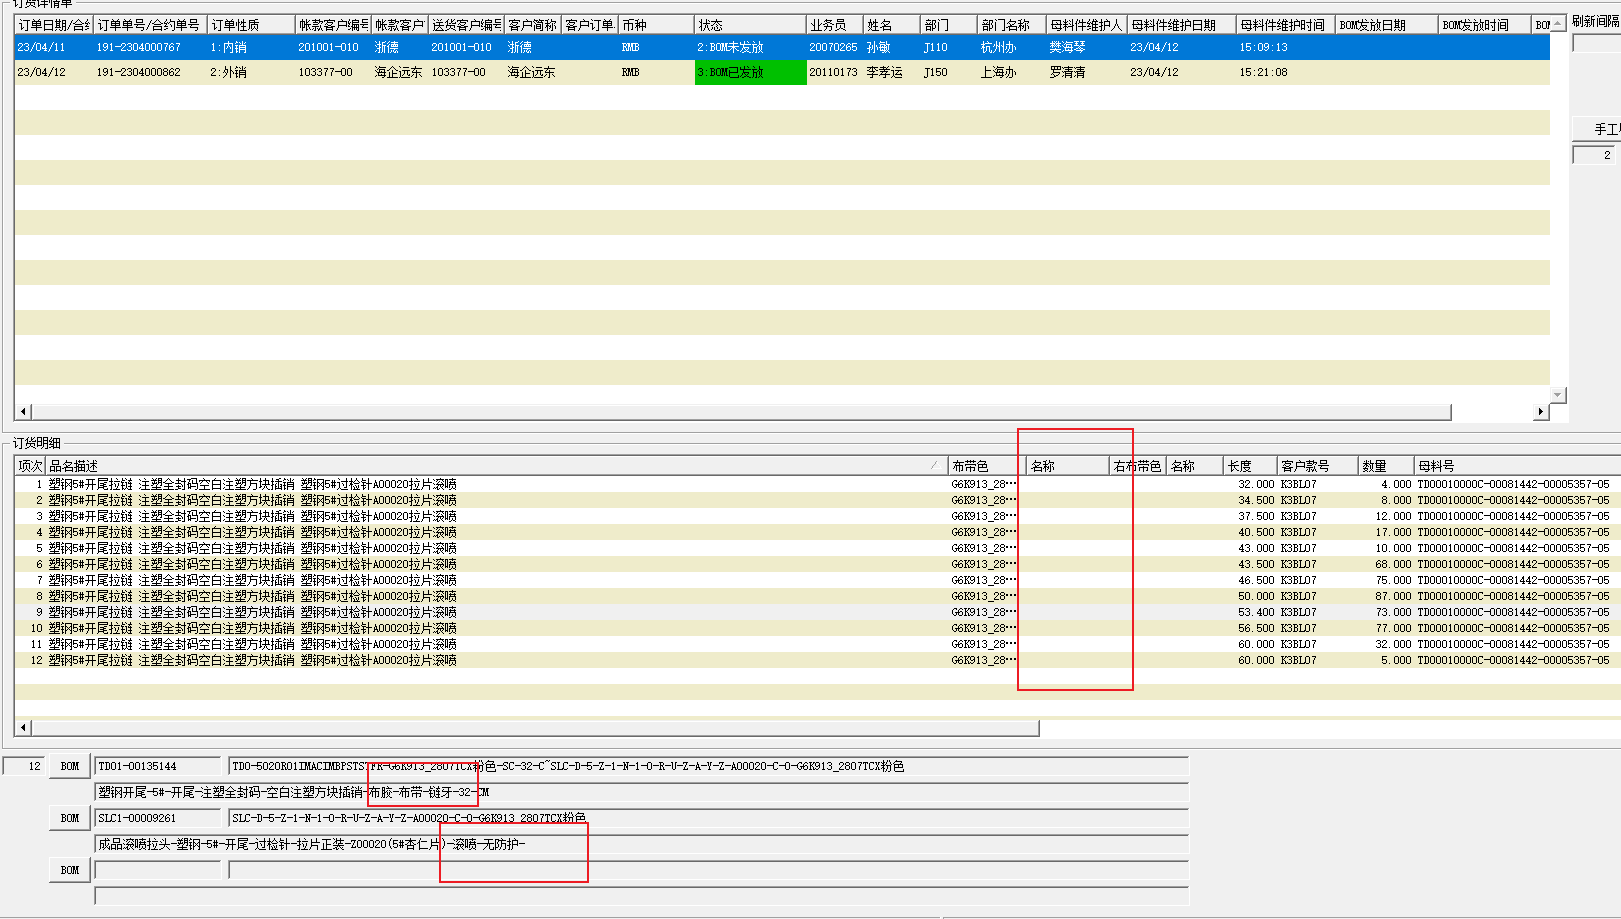 订货详情单
订单日期/合约 订单单号/合约单号 订单性质 帐款客户编号 帐款客户 送货客户编号 客户简称 客户订单 币种 状态 业务员 姓名 部门 部门名称 母料件维护人 母料件维护日期 母料件维护时间 BOM发放日期 BOM发放时间 BOM
刷新间隔
23/04/11 191-2304000767 1:内销 201001-010 浙德 201001-010 浙德 RMB 2:BOM未发放 20070265 孙敏 J110 杭州办 樊海琴 23/04/12 15:09:13
23/04/12 191-2304000862 2:外销 103377-00 海企远东 103377-00 海企远东 RMB 3:BOM已发放 20110173 李孝运 J150 上海办 罗清清 23/04/12 15:21:08
手工
2
订货明细
项次 品名描述 布带色 名称 右布带色 名称 长度 客户款号 数量 母料号
1 塑钢5#开尾拉链 注塑全封码空白注塑方块插销 塑钢5#过检针A00020拉片滚喷 G6K913_28··· 32.000 K3BL07 4.000 TD00010000C-00081442-00005357-05
2 塑钢5#开尾拉链 注塑全封码空白注塑方块插销 塑钢5#过检针A00020拉片滚喷 G6K913_28··· 34.500 K3BL07 8.000 TD00010000C-00081442-00005357-05
3 塑钢5#开尾拉链 注塑全封码空白注塑方块插销 塑钢5#过检针A00020拉片滚喷 G6K913_28··· 37.500 K3BL07 12.000 TD00010000C-00081442-00005357-05
4 塑钢5#开尾拉链 注塑全封码空白注塑方块插销 塑钢5#过检针A00020拉片滚喷 G6K913_28··· 40.500 K3BL07 17.000 TD00010000C-00081442-00005357-05
5 塑钢5#开尾拉链 注塑全封码空白注塑方块插销 塑钢5#过检针A00020拉片滚喷 G6K913_28··· 43.000 K3BL07 10.000 TD00010000C-00081442-00005357-05
6 塑钢5#开尾拉链 注塑全封码空白注塑方块插销 塑钢5#过检针A00020拉片滚喷 G6K913_28··· 43.500 K3BL07 68.000 TD00010000C-00081442-00005357-05
7 塑钢5#开尾拉链 注塑全封码空白注塑方块插销 塑钢5#过检针A00020拉片滚喷 G6K913_28··· 46.500 K3BL07 75.000 TD00010000C-00081442-00005357-05
8 塑钢5#开尾拉链 注塑全封码空白注塑方块插销 塑钢5#过检针A00020拉片滚喷 G6K913_28··· 50.000 K3BL07 87.000 TD00010000C-00081442-00005357-05
9 塑钢5#开尾拉链 注塑全封码空白注塑方块插销 塑钢5#过检针A00020拉片滚喷 G6K913_28··· 53.400 K3BL07 73.000 TD00010000C-00081442-00005357-05
10 塑钢5#开尾拉链 注塑全封码空白注塑方块插销 塑钢5#过检针A00020拉片滚喷 G6K913_28··· 56.500 K3BL07 77.000 TD00010000C-00081442-00005357-05
11 塑钢5#开尾拉链 注塑全封码空白注塑方块插销 塑钢5#过检针A00020拉片滚喷 G6K913_28··· 60.000 K3BL07 32.000 TD00010000C-00081442-00005357-05
12 塑钢5#开尾拉链 注塑全封码空白注塑方块插销 塑钢5#过检针A00020拉片滚喷 G6K913_28··· 60.000 K3BL07 5.000 TD00010000C-00081442-00005357-05
12 BOM TD01-00135144 TD0-5020R01IMACIMBPSTSTFR-G6K913_2807TCX粉色-SC-32-C~SLC-D-5-Z-1-N-1-O-R-U-Z-A-Y-Z-A00020-C-0-G6K913_2807TCX粉色
塑钢开尾-5#-开尾-注塑全封码-空白注塑方块插销-布胶-布带-链牙-32-CM
BOM SLC1-00009261 SLC-D-5-Z-1-N-1-O-R-U-Z-A-Y-Z-A00020-C-0-G6K913_2807TCX粉色
成品滚喷拉头-塑钢-5#-开尾-过检针-拉片正装-Z00020(5#杏仁片)-滚喷-无防护-
BOM